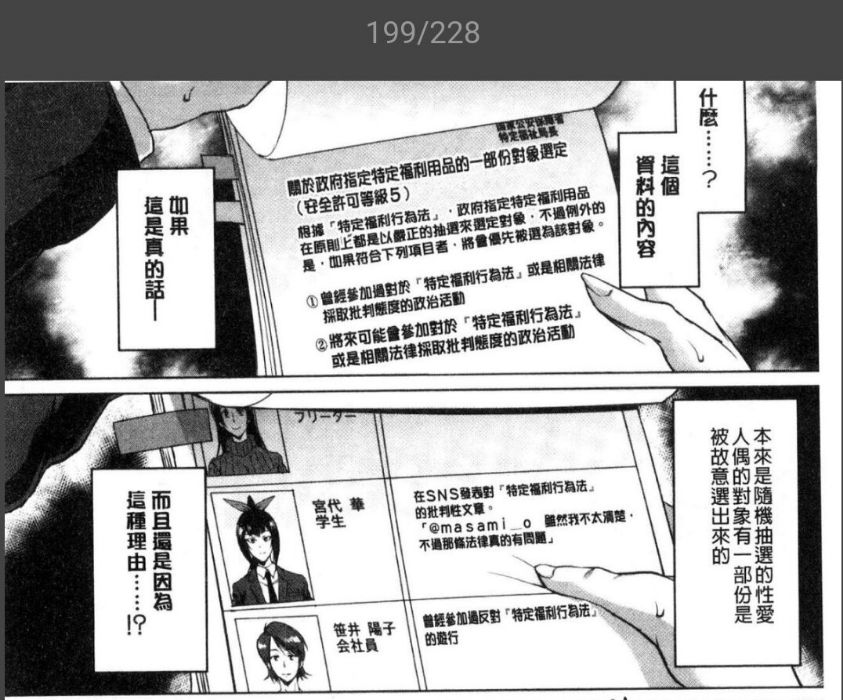 199/228
什麼……?
這個
資料的內容
特定福祉局長
關於政府指定特定福利用品的一部份對象選定
(安全許可等級5)
根據「特定福利行為法」,政府指定特定福利用品
在原則上都是以嚴正的抽選來選定對象,不過例外的
是,如果符合下列項目者,將會優先被選為該對象。
①曾經參加過對於「特定福利行為法」或是相關法律
採取批判態度的政治活動
②將來可能會參加對於「特定福利行為法」
或是相關法律採取批判態度的政治活動
如果
這是真的話—
本來是隨機抽選的性愛
人偶的對象有一部份是
被故意選出來的
フリーター
宮代 華
学生
在SNS發表對「特定福利行為法」
的批判性文章。
「@masami_o 雖然我不太清楚,
不過那條法律真的有問題」
笹井 陽子
会社員
曾經參加過反對「特定福利行為法」
的遊行
而且還是因為
這種理由……!?